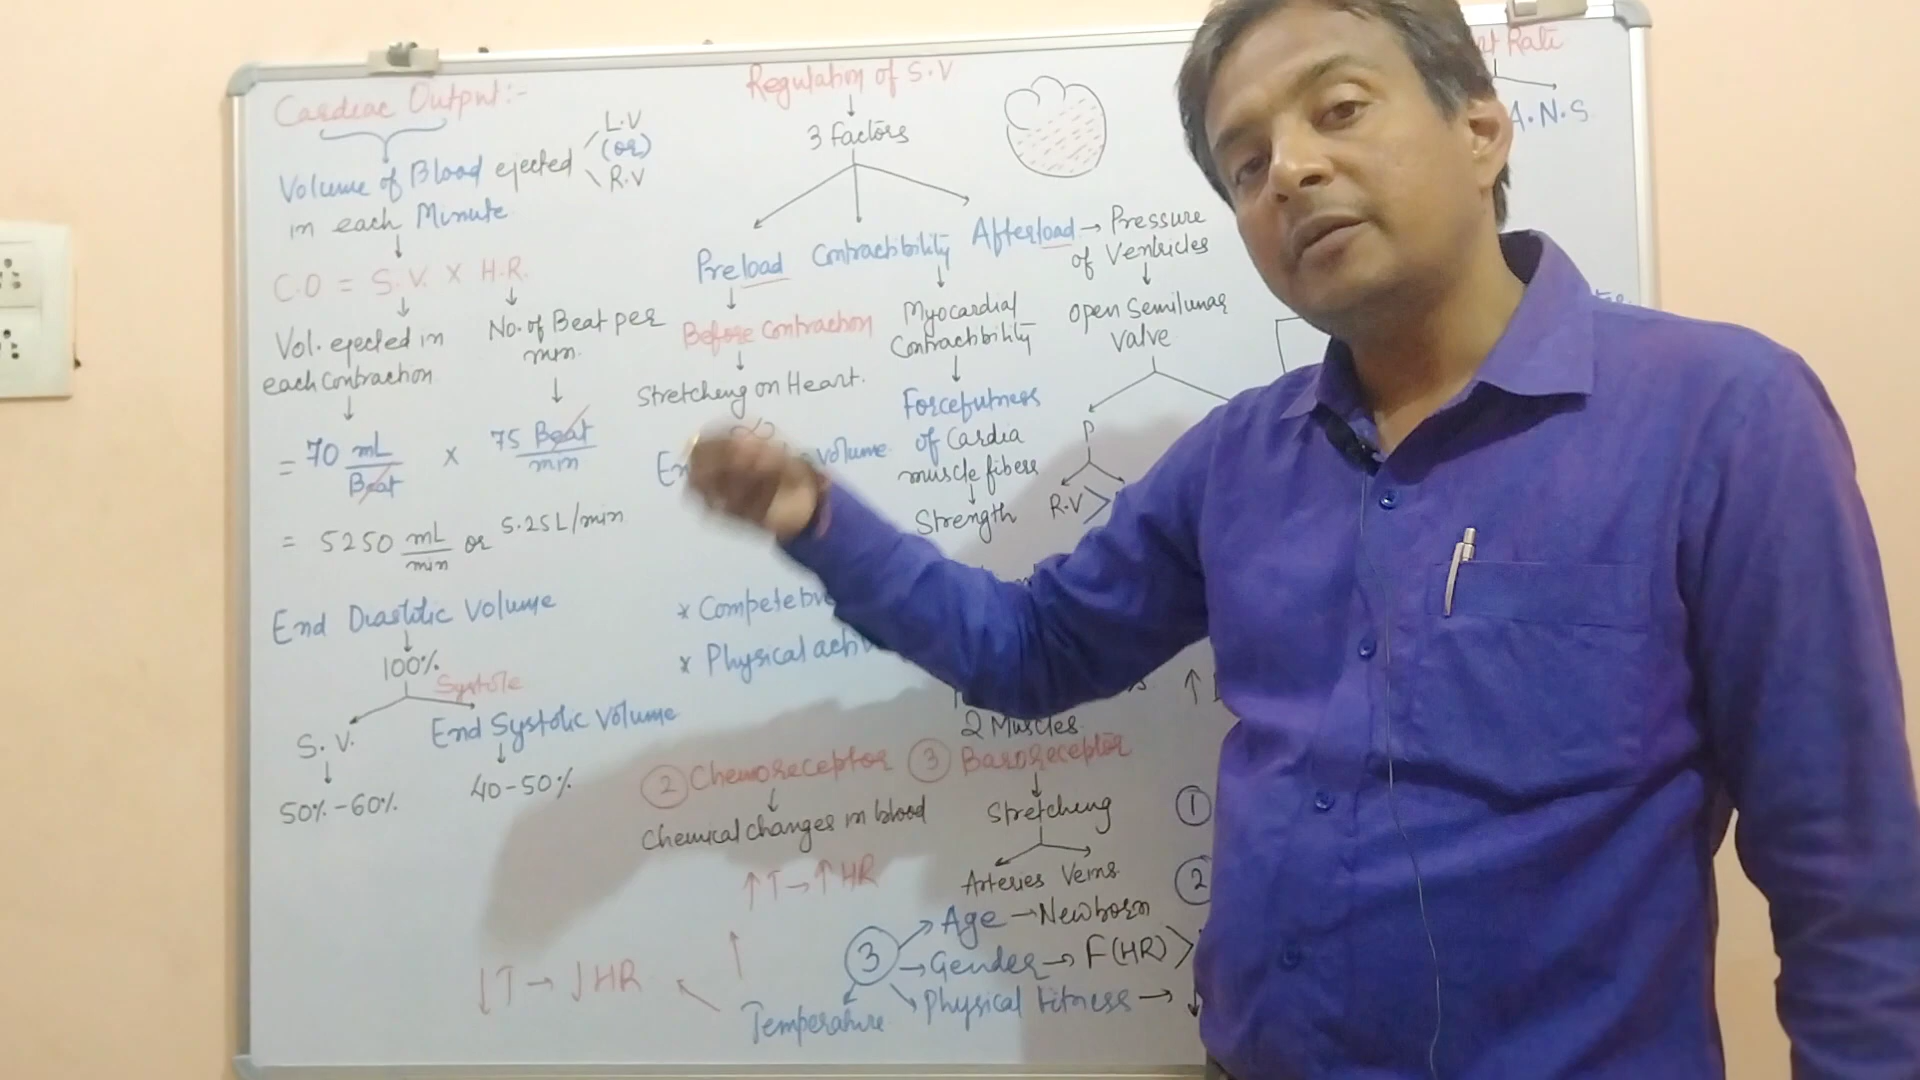 Cardiac Output:-
Volume of Blood ejected
L.V
(or)
R.V
in each Minute
C.O = S.V. x H.R.
Vol. ejected in
each Contraction
No. of Beat per
min.
= 70 mL/Beat x 75 Beat/min
= 5250 mL/min or 5.25L/min
End Diastolic Volume
100%
Systole
S.V.
End Systolic Volume
50%-60%
40-50%
Regulation of S.V
3 Factors
Preload
Contractibility
Afterload → Pressure
of Ventricles
Before Contraction
Stretching on Heart.
volume
Myocardial
Contractibility
Forcefulness
of Cardia
muscle fibers
Strength
Open Semilunar
valve
P
R.V >
* Competetive
* Physical
2 Muscles
② Chemoreceptor
Chemical changes in blood
③ Baroreceptor
Stretching
Arteries Veins
↑T → ↑HR
↓T → ↓HR
Temperature
③
Age → Newborn
Gender → F(HR) >
Physical Fitness → ↓
①
②
Rate
A.N.S.